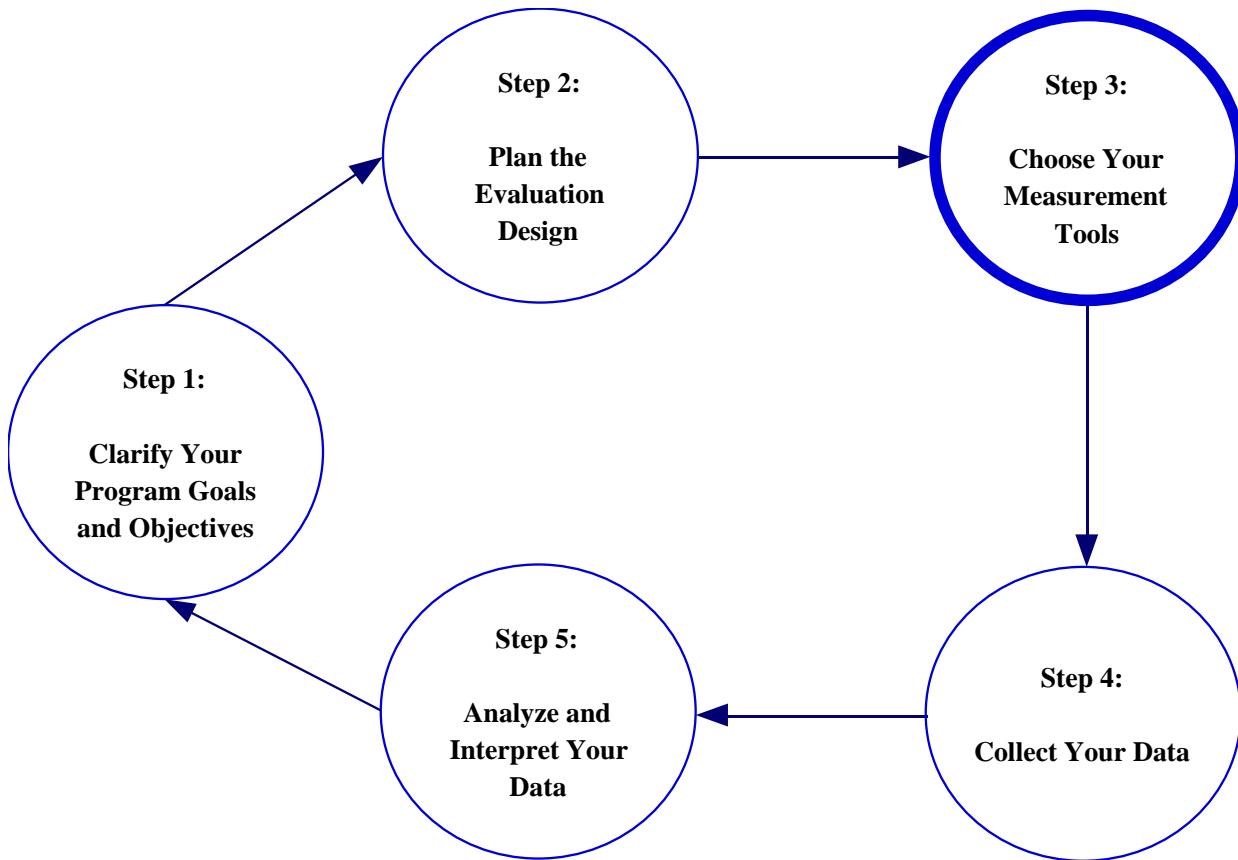 Step 1:
Clarify Your
Program Goals
and Objectives
Step 2:
Plan the
Evaluation
Design
Step 3:
Choose Your
Measurement
Tools
Step 4:
Collect Your Data
Step 5:
Analyze and
Interpret Your
Data